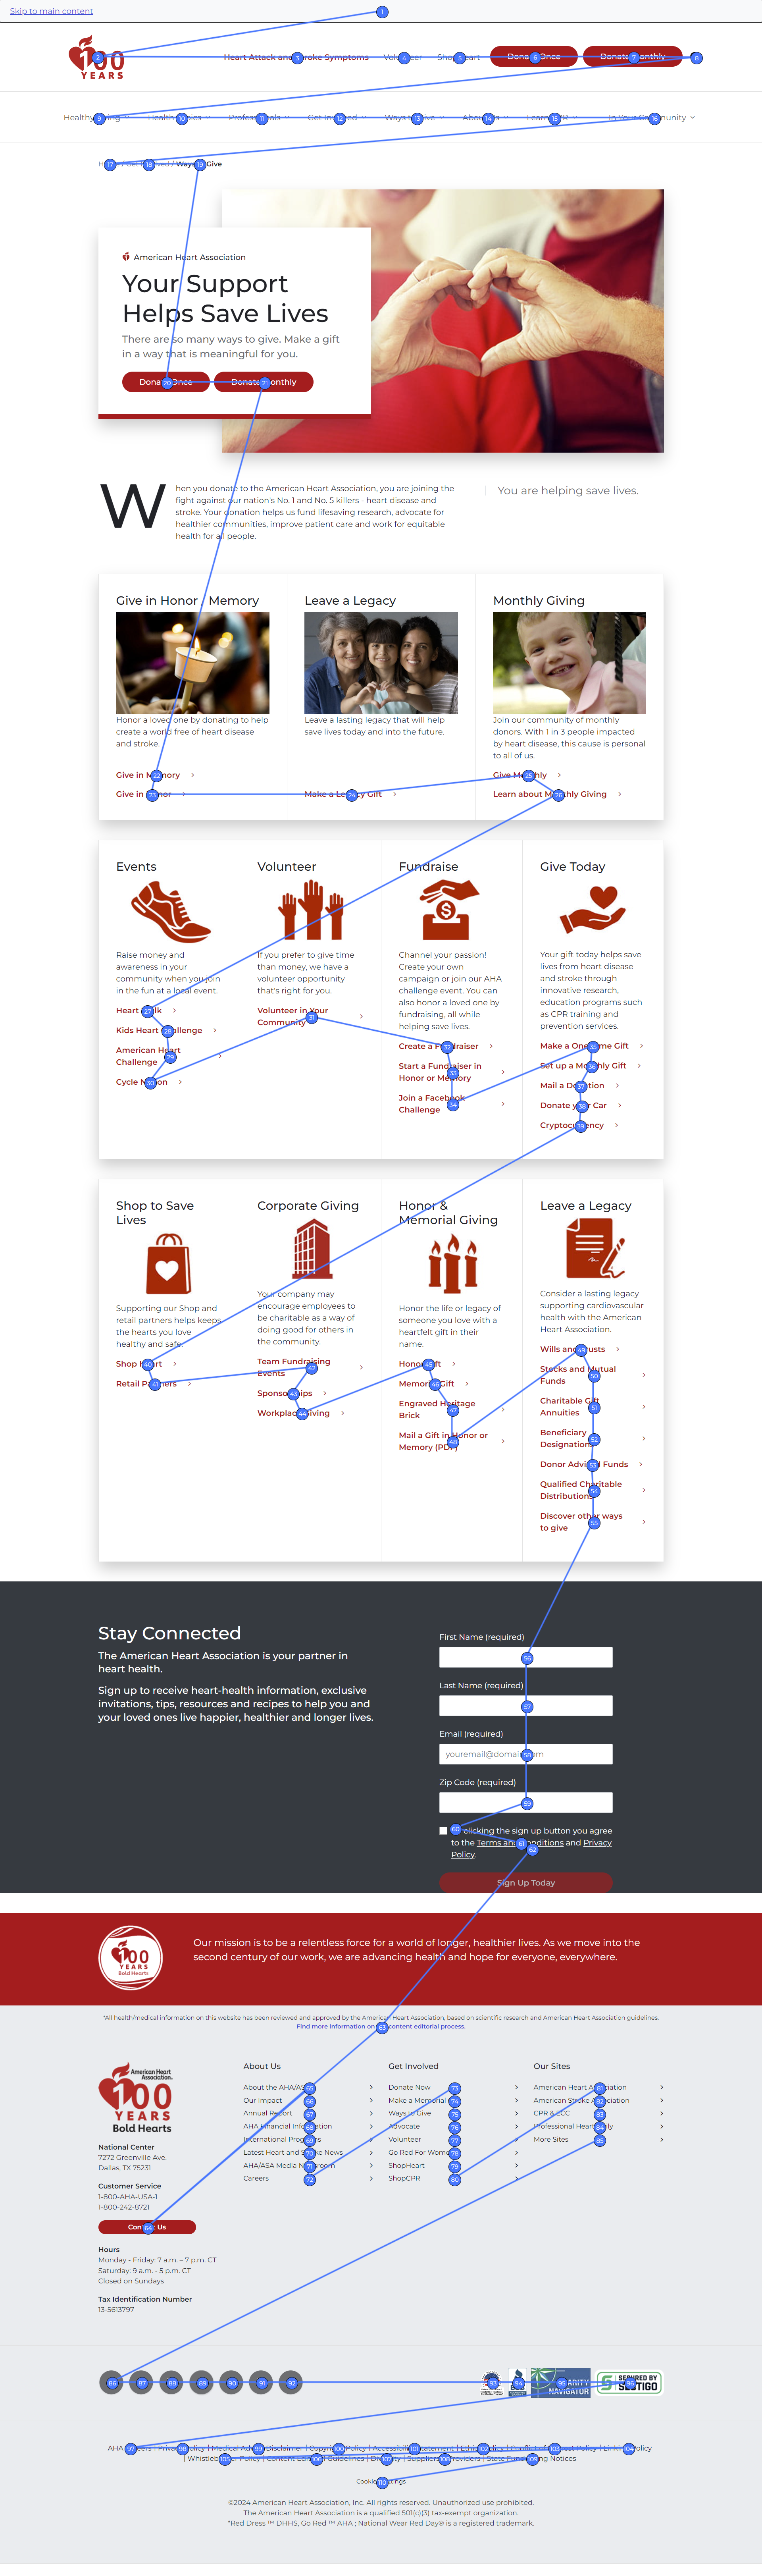 Skip to main content
100
YEARS
Heart Attack and Stroke Symptoms
Volunteer
ShopHeart
Donate Once
Donate Monthly
Healthy Living
Health Topics
Professionals
Get Involved
Ways to Give
About Us
Learn CPR
In Your Community
Home / Get Involved / Ways to Give
American Heart Association
Your Support
Helps Save Lives
There are so many ways to give. Make a gift
in a way that is meaningful for you.
Donate Once
Donate Monthly
When you donate to the American Heart Association, you are joining the
fight against our nation's No. 1 and No. 5 killers - heart disease and
stroke. Your donation helps us fund lifesaving research, advocate for
healthier communities, improve patient care and work for equitable
health for all people.
You are helping save lives.
Give in Honor / Memory
Honor a loved one by donating to help
create a world free of heart disease
and stroke.
Give in Memory
Give in Honor
Leave a Legacy
Leave a lasting legacy that will help
save lives today and into the future.
Make a Legacy Gift
Monthly Giving
Join our community of monthly
donors. With 1 in 3 people impacted
by heart disease, this cause is personal
to all of us.
Give Monthly
Learn about Monthly Giving
Events
Raise money and
awareness in your
community when you join
in the fun at a local event.
Heart Walk
Kids Heart Challenge
American Heart
Challenge
Cycle Nation
Volunteer
If you prefer to give time
than money, we have a
volunteer opportunity
that's right for you.
Volunteer in Your
Community
Fundraise
Channel your passion!
Create your own
campaign or join our AHA
challenge event. You can
also honor a loved one by
fundraising, all while
helping save lives.
Create a Fundraiser
Start a Fundraiser in
Honor or Memory
Join a Facebook
Challenge
Give Today
Your gift today helps save
lives from heart disease
and stroke through
innovative research,
education programs such
as CPR training and
prevention services.
Make a One-Time Gift
Set up a Monthly Gift
Mail a Donation
Donate your Car
Cryptocurrency
Shop to Save
Lives
Supporting our Shop and
retail partners helps keeps
the hearts you love
healthy and safe.
Shop Heart
Retail Partners
Corporate Giving
Your company may
encourage employees to
be charitable as a way of
doing good for others in
the community.
Team Fundraising
Events
Sponsorships
Workplace Giving
Honor &
Memorial Giving
Honor the life or legacy of
someone you love with a
heartfelt gift in their
name.
Honor Gift
Memorial Gift
Engraved Heritage
Brick
Mail a Gift in Honor or
Memory (PDF)
Leave a Legacy
Consider a lasting legacy
supporting cardiovascular
health with the American
Heart Association.
Wills and Trusts
Stocks and Mutual
Funds
Charitable Gift
Annuities
Beneficiary
Designations
Donor Advised Funds
Qualified Charitable
Distributions
Discover other ways
to give
Stay Connected
The American Heart Association is your partner in
heart health.
Sign up to receive heart-health information, exclusive
invitations, tips, resources and recipes to help you and
your loved ones live happier, healthier and longer lives.
First Name (required)
Last Name (required)
Email (required)
youremail@domain.com
Zip Code (required)
clicking the sign up button you agree
to the Terms and Conditions and Privacy
Policy.
Sign Up Today
100
YEARS
Bold Hearts
Our mission is to be a relentless force for a world of longer, healthier lives. As we move into the
second century of our work, we are advancing health and hope for everyone, everywhere.
*All health/medical information on this website has been reviewed and approved by the American Heart Association, based on scientific research and American Heart Association guidelines.
Find more information on our content editorial process.
American Heart
Association.
100
YEARS
Bold Hearts
National Center
7272 Greenville Ave.
Dallas, TX 75231
Customer Service
1-800-AHA-USA-1
1-800-242-8721
Contact Us
Hours
Monday - Friday: 7 a.m. – 7 p.m. CT
Saturday: 9 a.m. - 5 p.m. CT
Closed on Sundays
Tax Identification Number
13-5613797
About Us
About the AHA/ASA
Our Impact
Annual Report
AHA Financial Information
International Programs
Latest Heart and Stroke News
AHA/ASA Media Newsroom
Careers
Get Involved
Donate Now
Make a Memorial
Ways to Give
Advocate
Volunteer
Go Red For Women
ShopHeart
ShopCPR
Our Sites
American Heart Association
American Stroke Association
CPR & ECC
Professional Heart Daily
More Sites
CHARITY
NAVIGATOR
SECURED BY
SECTIGO
AHA Careers | Privacy Policy | Medical Advice Disclaimer | Copyright Policy | Accessibility Statement | Ethics Policy | Conflict of Interest Policy | Linking Policy
| Whistleblower Policy | Content Editorial Guidelines | Diversity | Suppliers & Providers | State Fundraising Notices
Cookie Settings
©2024 American Heart Association, Inc. All rights reserved. Unauthorized use prohibited.
The American Heart Association is a qualified 501(c)(3) tax-exempt organization.
*Red Dress ™ DHHS, Go Red ™ AHA ; National Wear Red Day® is a registered trademark.